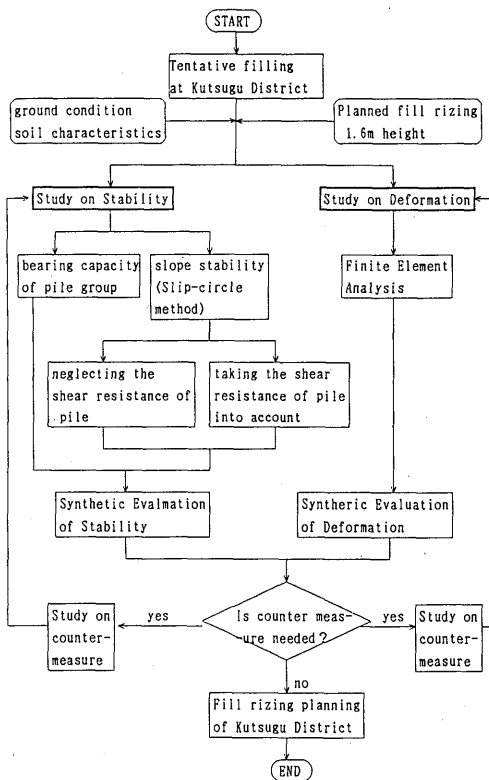 START
Tentative filling
at Kutsugu District
ground condition
soil characteristics
Planned fill rizing
1.6m height
Study on Stability
Study on Deformation
bearing capacity
of pile group
slope stability
(Slip-circle
method)
Finite Element
Analysis
neglecting the
shear resistance of
pile
taking the shear
resistance of pile
into account
Synthetic Evalmation
of Stability
Syntheric Evaluation
of Deformation
Is counter meas-
-ure needed?
yes
yes
Study on
counter-
measure
Study on
counter-
measure
no
Fill rizing planning
of Kutsugu District
END